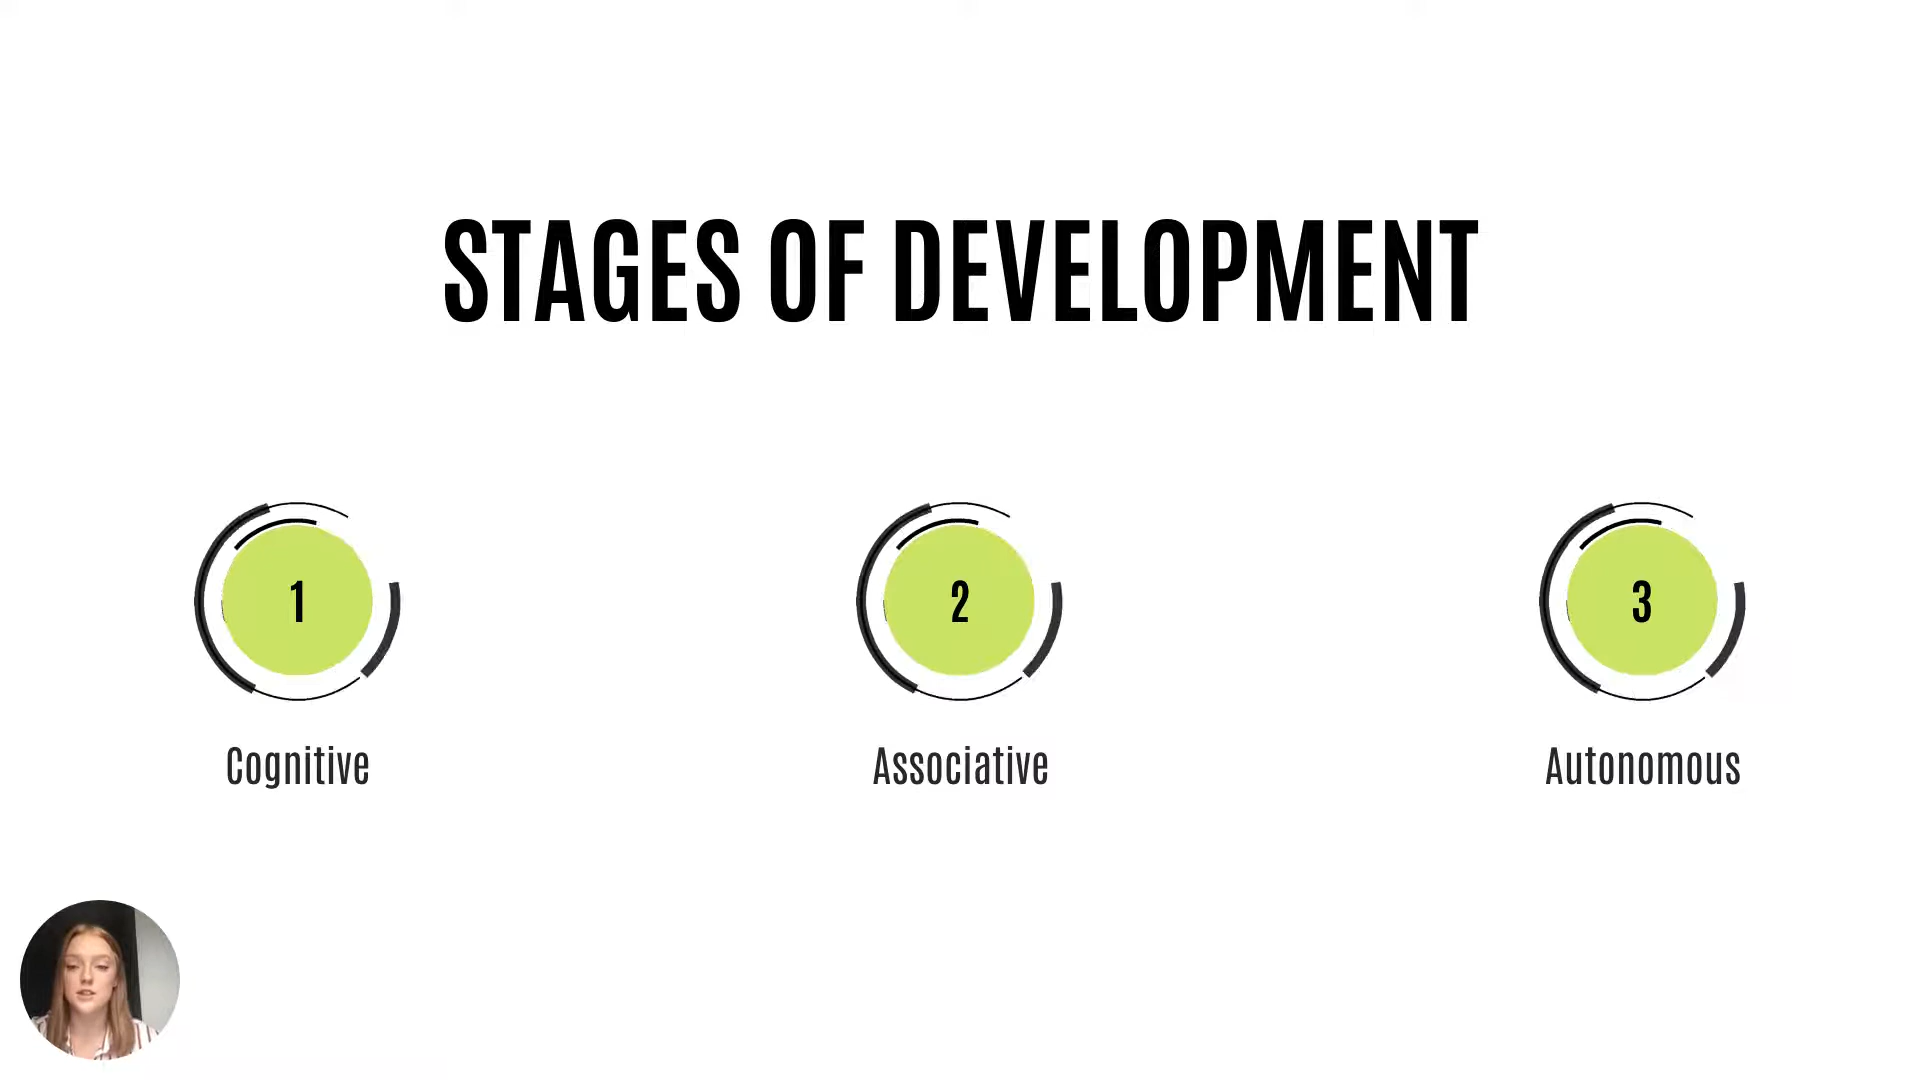 STAGES OF DEVELOPMENT
1
2
3
Cognitive
Associative
Autonomous